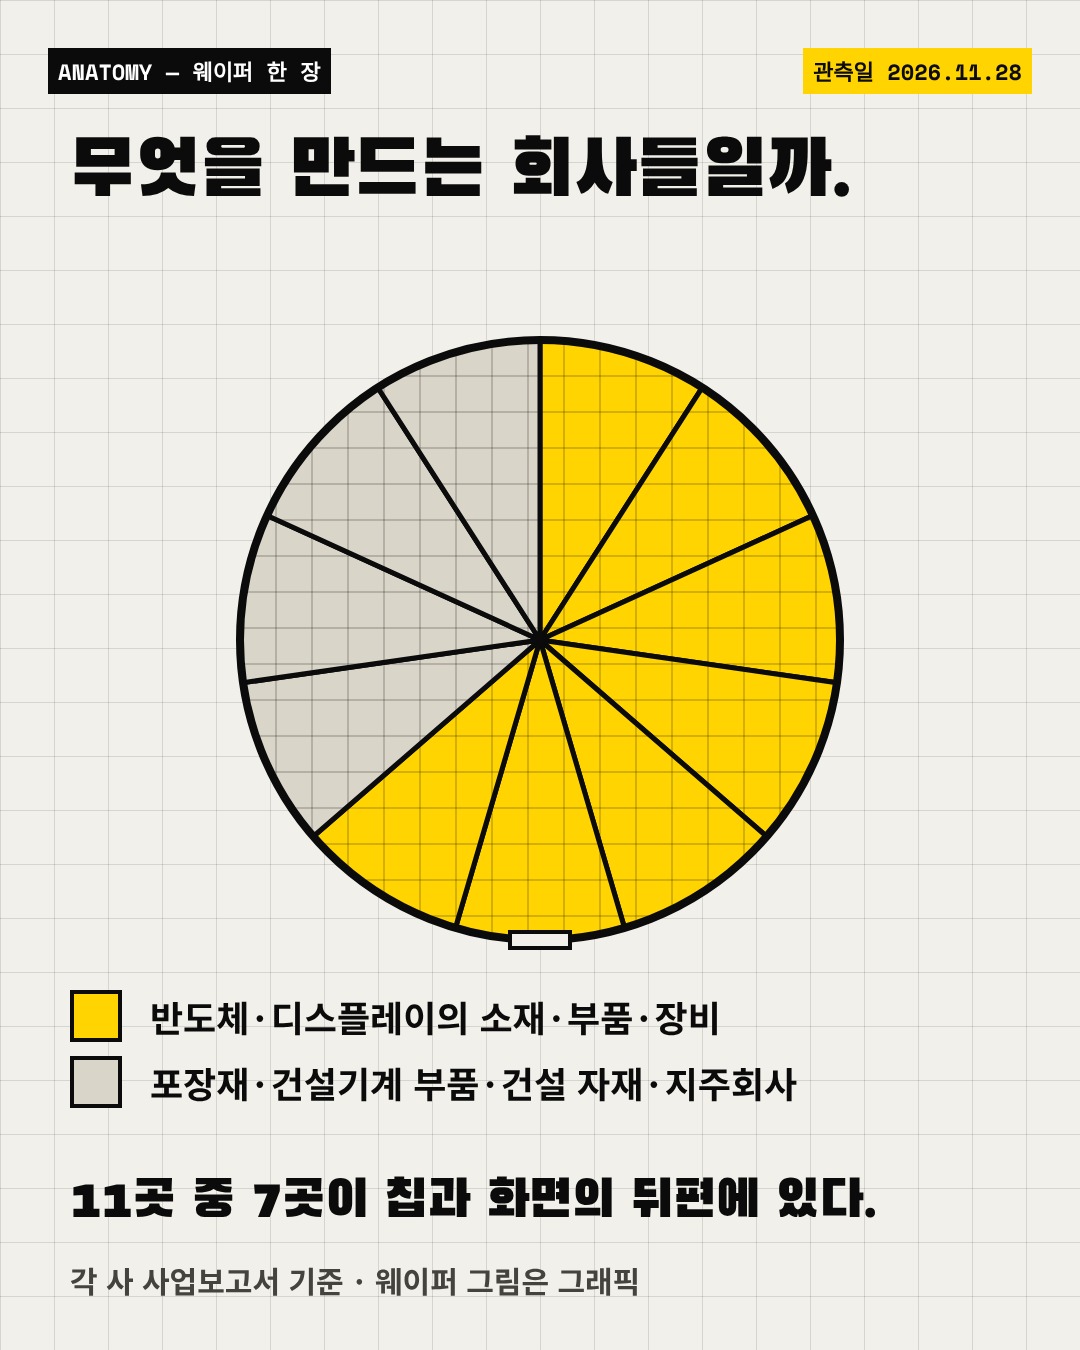 ANATOMY — 웨이퍼 한 장
관측일 2026.11.28
무엇을 만드는 회사들일까.
반도체·디스플레이의 소재·부품·장비
포장재·건설기계 부품·건설 자재·지주회사
11곳 중 7곳이 칩과 화면의 뒤편에 있다.
각 사 사업보고서 기준 · 웨이퍼 그림은 그래픽